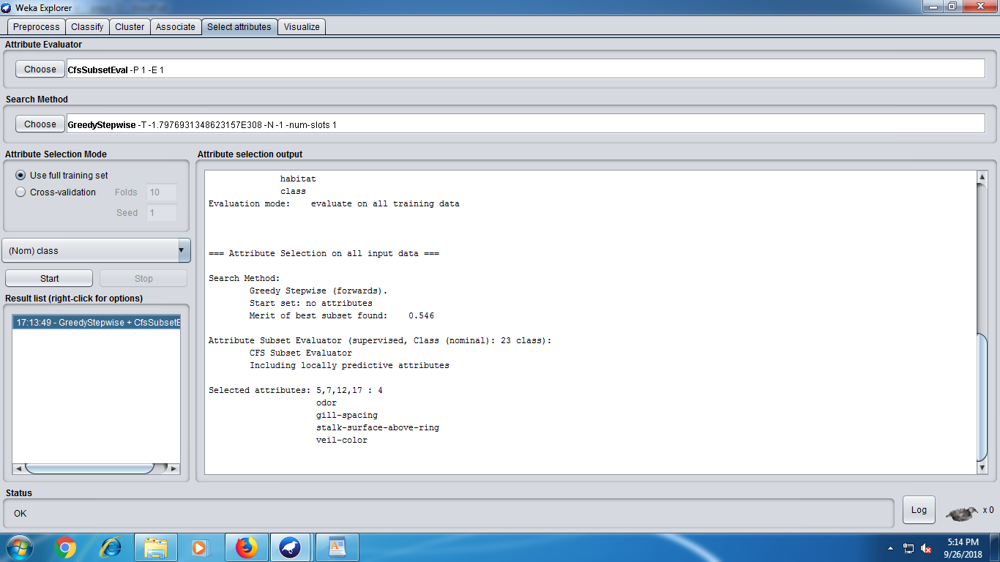 Weka Explorer
Preprocess Classify Cluster Associate Select attributes Visualize
Attribute Evaluator
Choose CfsSubsetEval -P 1 -E 1
Search Method
Choose GreedyStepwise -T -1.7976931348623157E308 -N -1 -num-slots 1
Attribute Selection Mode
Use full training set
Cross-validation Folds 10
Seed 1
(Nom) class
Start Stop
Result list (right-click for options)
17:13:49 - GreedyStepwise + CfsSubsetE
Attribute selection output
habitat
class
Evaluation mode: evaluate on all training data
=== Attribute Selection on all input data ===
Search Method:
Greedy Stepwise (forwards).
Start set: no attributes
Merit of best subset found: 0.546
Attribute Subset Evaluator (supervised, Class (nominal): 23 class):
CFS Subset Evaluator
Including locally predictive attributes
Selected attributes: 5,7,12,17 : 4
odor
gill-spacing
stalk-surface-above-ring
veil-color
Status
OK
Log x 0
5:14 PM
9/26/2018